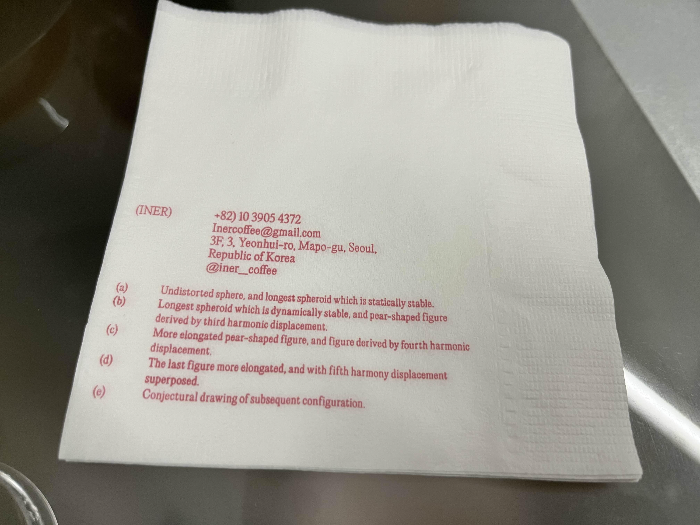 (INER) +82) 10 3905 4372
Inercoffee@gmail.com
3F, 3, Yeonhui-ro, Mapo-gu, Seoul,
Republic of Korea
@iner_coffee
(a) Undistorted sphere, and longest spheroid which is statically stable.
(b) Longest spheroid which is dynamically stable, and pear-shaped figure
derived by third harmonic displacement.
(c) More elongated pear-shaped figure, and figure derived by fourth harmonic
displacement.
(d) The last figure more elongated, and with fifth harmony displacement
superposed.
(e) Conjectural drawing of subsequent configuration.